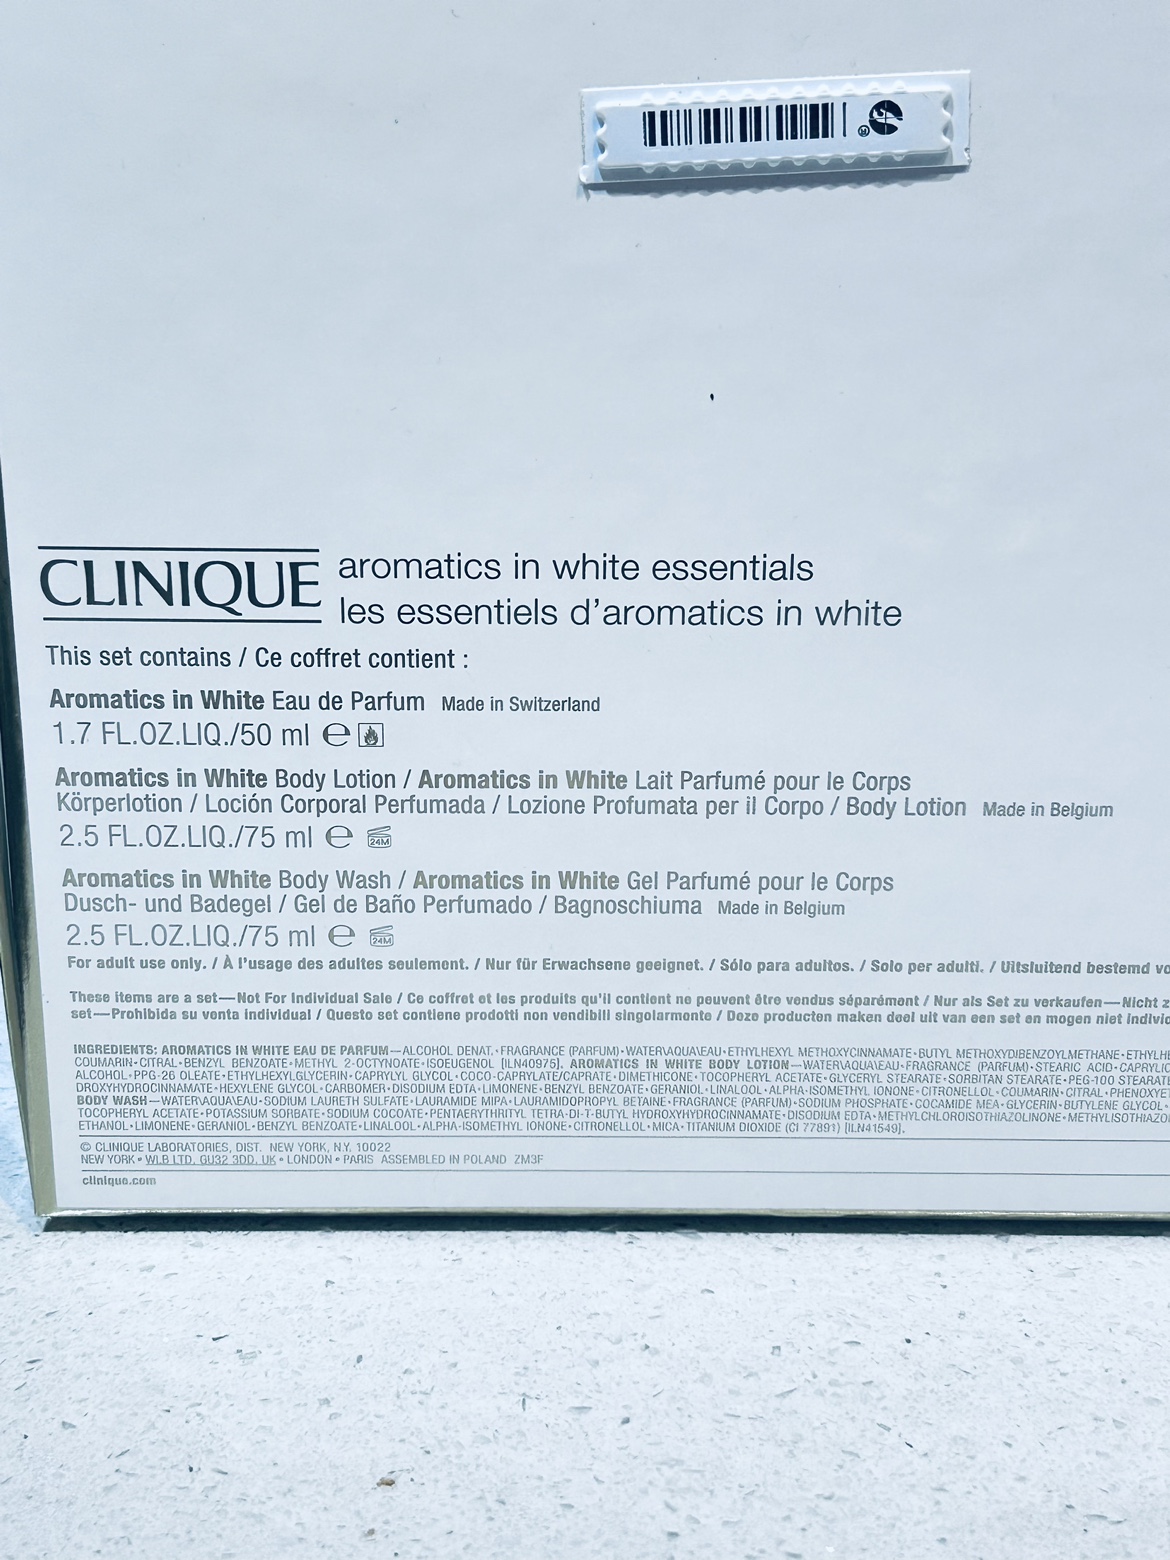 CLINIQUE
aromatics in white essentials
les essentiels d'aromatics in white
This set contains / Ce coffret contient :
Aromatics in White Eau de Parfum Made in Switzerland
1.7 FL.OZ.LIQ./50 ml ℮
Aromatics in White Body Lotion / Aromatics in White Lait Parfumé pour le Corps
Körperlotion / Loción Corporal Perfumada / Lozione Profumata per il Corpo / Body Lotion Made in Belgium
2.5 FL.OZ.LIQ./75 ml ℮ 24M
Aromatics in White Body Wash / Aromatics in White Gel Parfumé pour le Corps
Dusch- und Badegel / Gel de Baño Perfumado / Bagnoschiuma Made in Belgium
2.5 FL.OZ.LIQ./75 ml ℮ 24M
For adult use only. / À l'usage des adultes seulement. / Nur für Erwachsene geeignet. / Sólo para adultos. / Solo per adulti. / Uitsluitend bestemd
These items are a set—Not For Individual Sale / Ce coffret et les produits qu'il contient ne peuvent être vendus séparément / Nur als Set zu verkaufen—Nicht
set—Prohibida su venta individual / Questo set contiene prodotti non vendibili singolarmente / Deze producten maken deel uit van een set en mogen niet
INGREDIENTS: AROMATICS IN WHITE EAU DE PARFUM—ALCOHOL DENAT.•FRAGRANCE (PARFUM)•WATER\AQUA\EAU•ETHYLHEXYL METHOXYCINNAMATE•BUTYL METHOXYDIBENZOYLMETHANE•
COUMARIN•CITRAL•BENZYL BENZOATE•METHYL 2-OCTYNOATE•ISOEUGENOL [ILN40975]. AROMATICS IN WHITE BODY LOTION—WATER\AQUA\EAU•FRAGRANCE (PARFUM)•STEARIC ACID•
ALCOHOL•PPG-26 OLEATE•ETHYLHEXYLGLYCERIN•CAPRYLYL GLYCOL•COCO-CAPRYLATE/CAPRATE•DIMETHICONE•TOCOPHERYL ACETATE•GLYCERYL STEARATE•SORBITAN STEARATE•PEG-100 STEARATE
DROXYHYDROCINNAMATE•HEXYLENE GLYCOL•CARBOMER•DISODIUM EDTA•LIMONENE•BENZYL BENZOATE•GERANIOL•LINALOOL•ALPHA-ISOMETHYL IONONE•CITRONELLOL•COUMARIN•CITRAL•
BODY WASH—WATER\AQUA\EAU•SODIUM LAURETH SULFATE•LAURAMIDE MIPA•LAURAMIDOPROPYL BETAINE•FRAGRANCE (PARFUM)•SODIUM PHOSPHATE•COCAMIDE MEA•GLYCERIN•BUTYLENE GLYCOL•
TOCOPHERYL ACETATE•POTASSIUM SORBATE•SODIUM COCOATE•PENTAERYTHRITYL TETRA-DI-T-BUTYL HYDROXYHYDROCINNAMATE•DISODIUM EDTA•METHYLCHLOROISOTHIAZOLINONE•
ETHANOL•LIMONENE•GERANIOL•BENZYL BENZOATE•LINALOOL•ALPHA-ISOMETHYL IONONE•CITRONELLOL•MICA•TITANIUM DIOXIDE (CI 77891) [ILN41549].
© CLINIQUE LABORATORIES, DIST. NEW YORK, N.Y. 10022
NEW YORK • WLB LTD. GU32 3DD. UK • LONDON • PARIS ASSEMBLED IN POLAND ZM3F
clinique.com